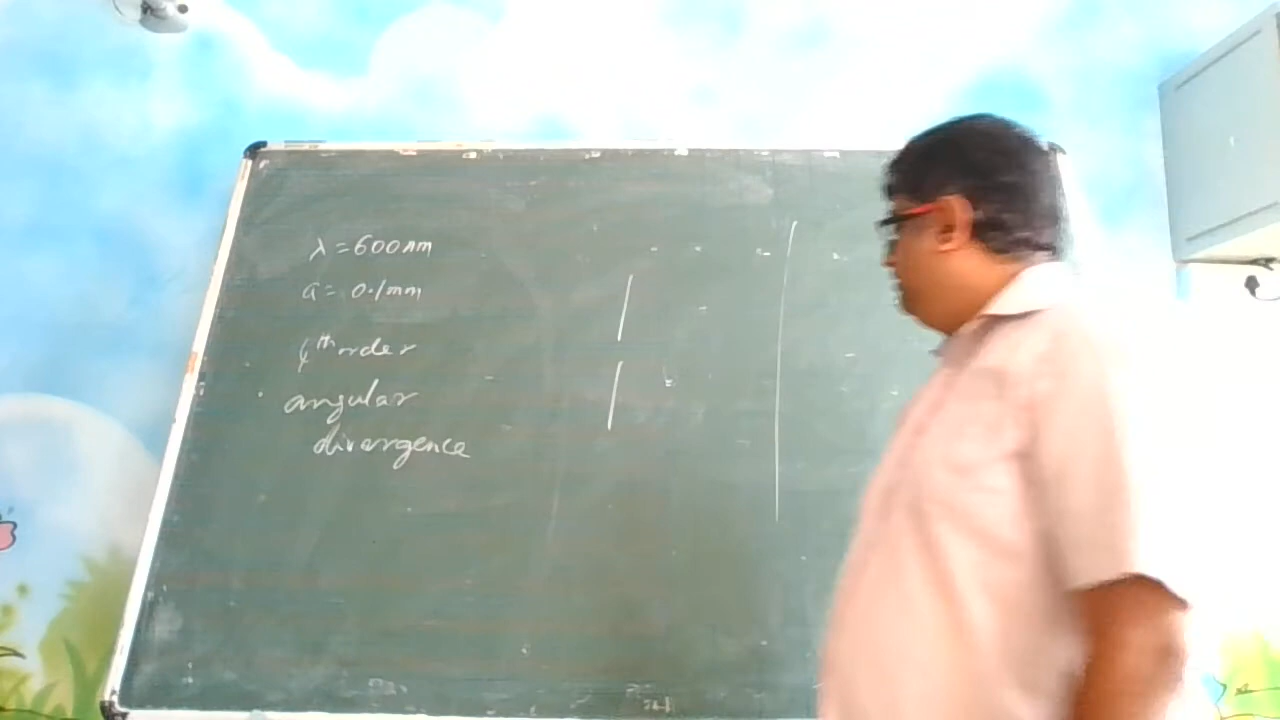 λ = 600nm
a = 0.1mm
4th order
angular
divergence